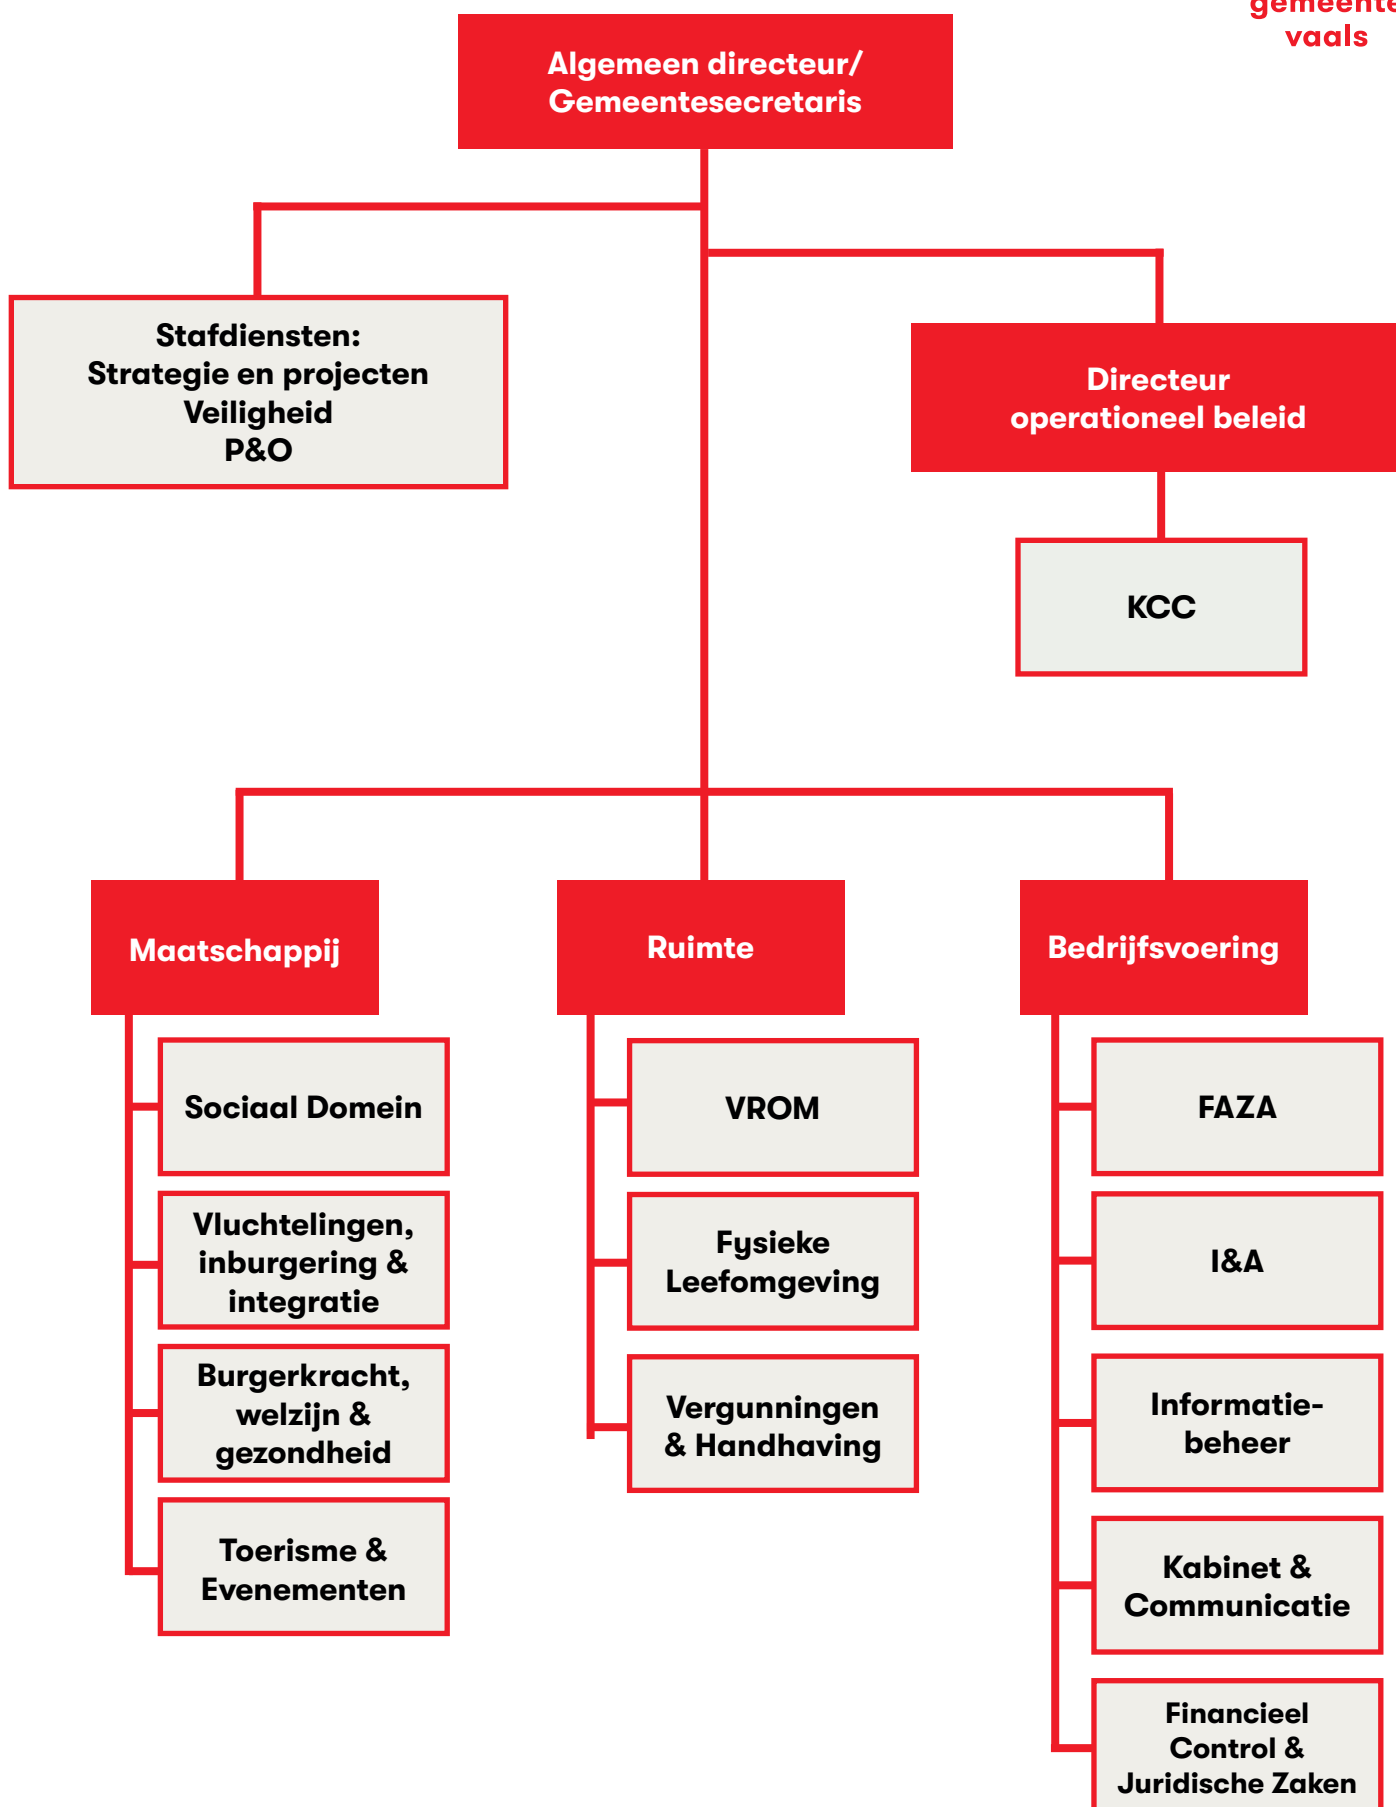 gemeente
vaals
Algemeen directeur/
Gemeentesecretaris
Stafdiensten:
Strategie en projecten
Veiligheid
P&O
Directeur
operationeel beleid
KCC
Maatschappij
Sociaal Domein
Vluchtelingen,
inburgering &
integratie
Burgerkracht,
welzijn &
gezondheid
Toerisme &
Evenementen
Ruimte
VROM
Fysieke
Leefomgeving
Vergunningen
& Handhaving
Bedrijfsvoering
FAZA
I&A
Informatie-
beheer
Kabinet &
Communicatie
Financieel
Control &
Juridische Zaken